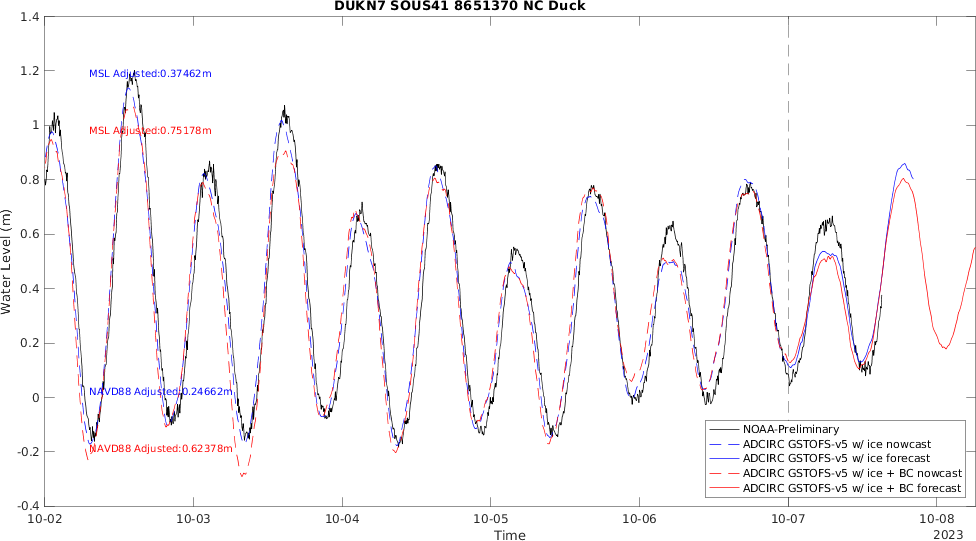 DUKN7 SOUS41 8651370 NC Duck
1.4
1.2
1
0.8
0.6
0.4
0.2
0
-0.2
-0.4
Water Level (m)
MSL Adjusted:0.37462m
MSL Adjusted:0.75178m
NAVD88 Adjusted:0.24662m
NAVD88 Adjusted:0.62378m
NOAA-Preliminary
ADCIRC GSTOFS-v5 w/ ice nowcast
ADCIRC GSTOFS-v5 w/ ice forecast
ADCIRC GSTOFS-v5 w/ ice + BC nowcast
ADCIRC GSTOFS-v5 w/ ice + BC forecast
10-02 10-03 10-04 10-05 10-06 10-07 10-08
Time
2023